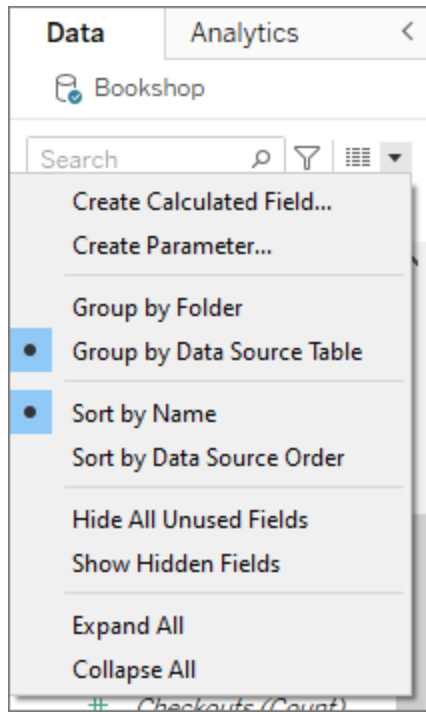 Data
Analytics
Bookshop
Search
Create Calculated Field...
Create Parameter...
Group by Folder
Group by Data Source Table
Sort by Name
Sort by Data Source Order
Hide All Unused Fields
Show Hidden Fields
Expand All
Collapse All
# Checkouts (Count)